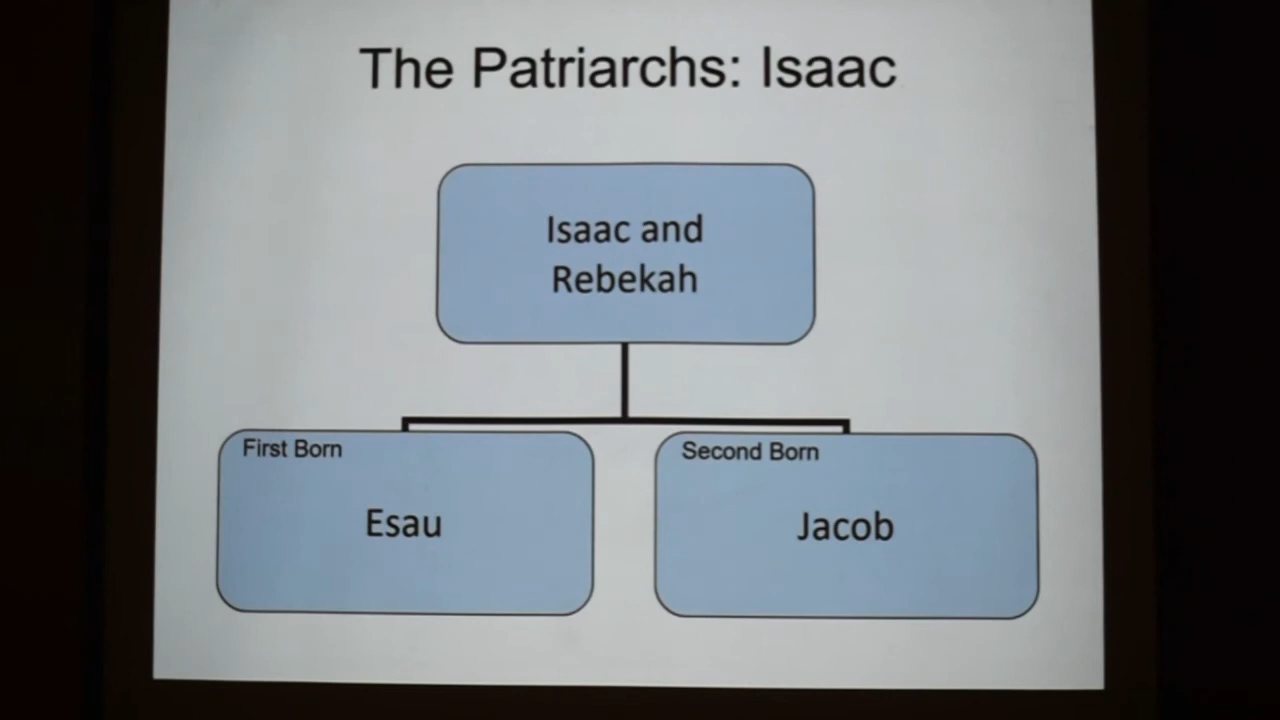 The Patriarchs: Isaac
Isaac and
Rebekah
First Born
Esau
Second Born
Jacob